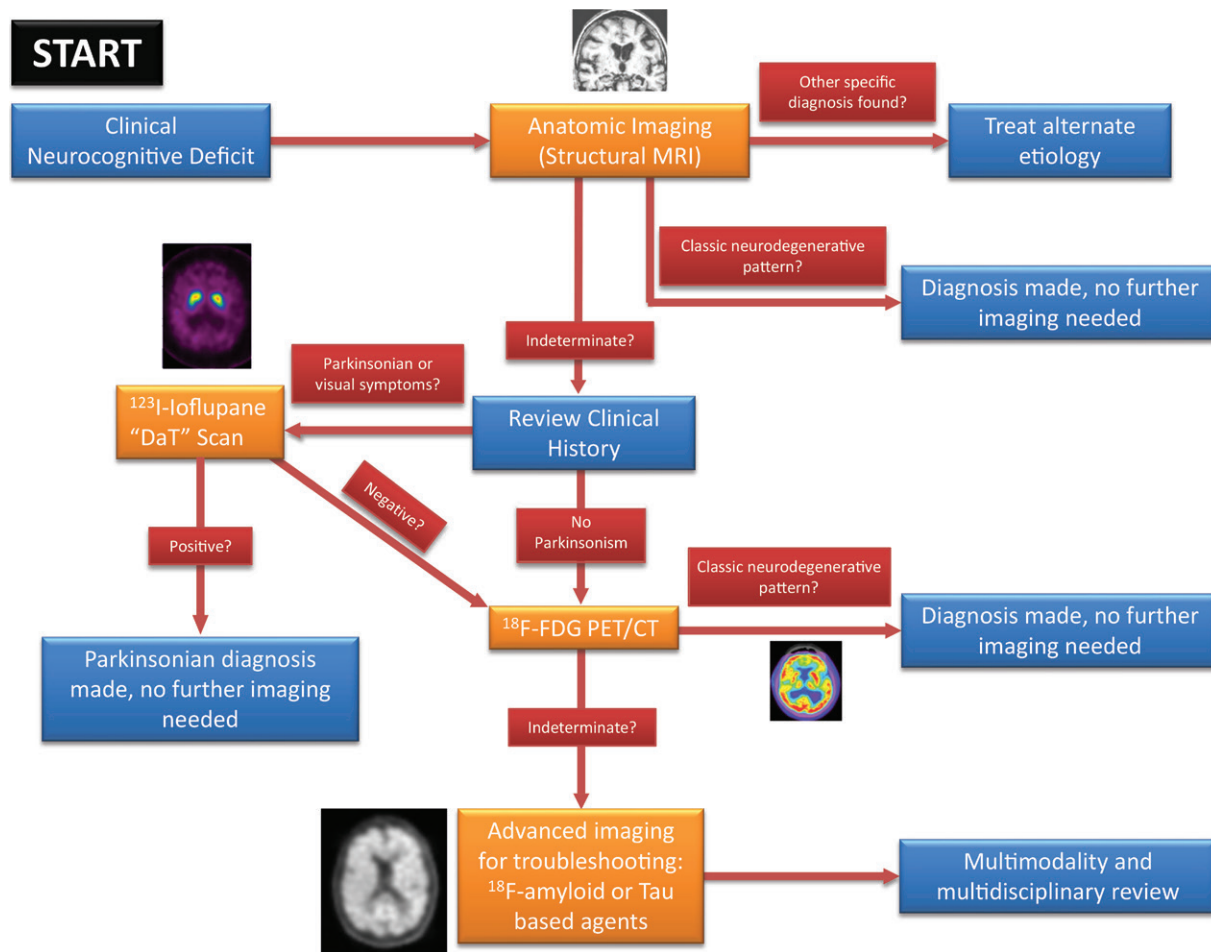 START
Clinical
Neurocognitive Deficit
Anatomic Imaging
(Structural MRI)
Other specific
diagnosis found?
Treat alternate
etiology
Classic neurodegenerative
pattern?
Diagnosis made, no further
imaging needed
Indeterminate?
Parkinsonian or
visual symptoms?
¹²³I-Ioflupane
“DaT” Scan
Review Clinical
History
Negative?
Positive?
No
Parkinsonism
Classic neurodegenerative
pattern?
¹⁸F-FDG PET/CT
Diagnosis made, no further
imaging needed
Parkinsonian diagnosis
made, no further imaging
needed
Indeterminate?
Advanced imaging
for troubleshooting:
¹⁸F-amyloid or Tau
based agents
Multimodality and
multidisciplinary review